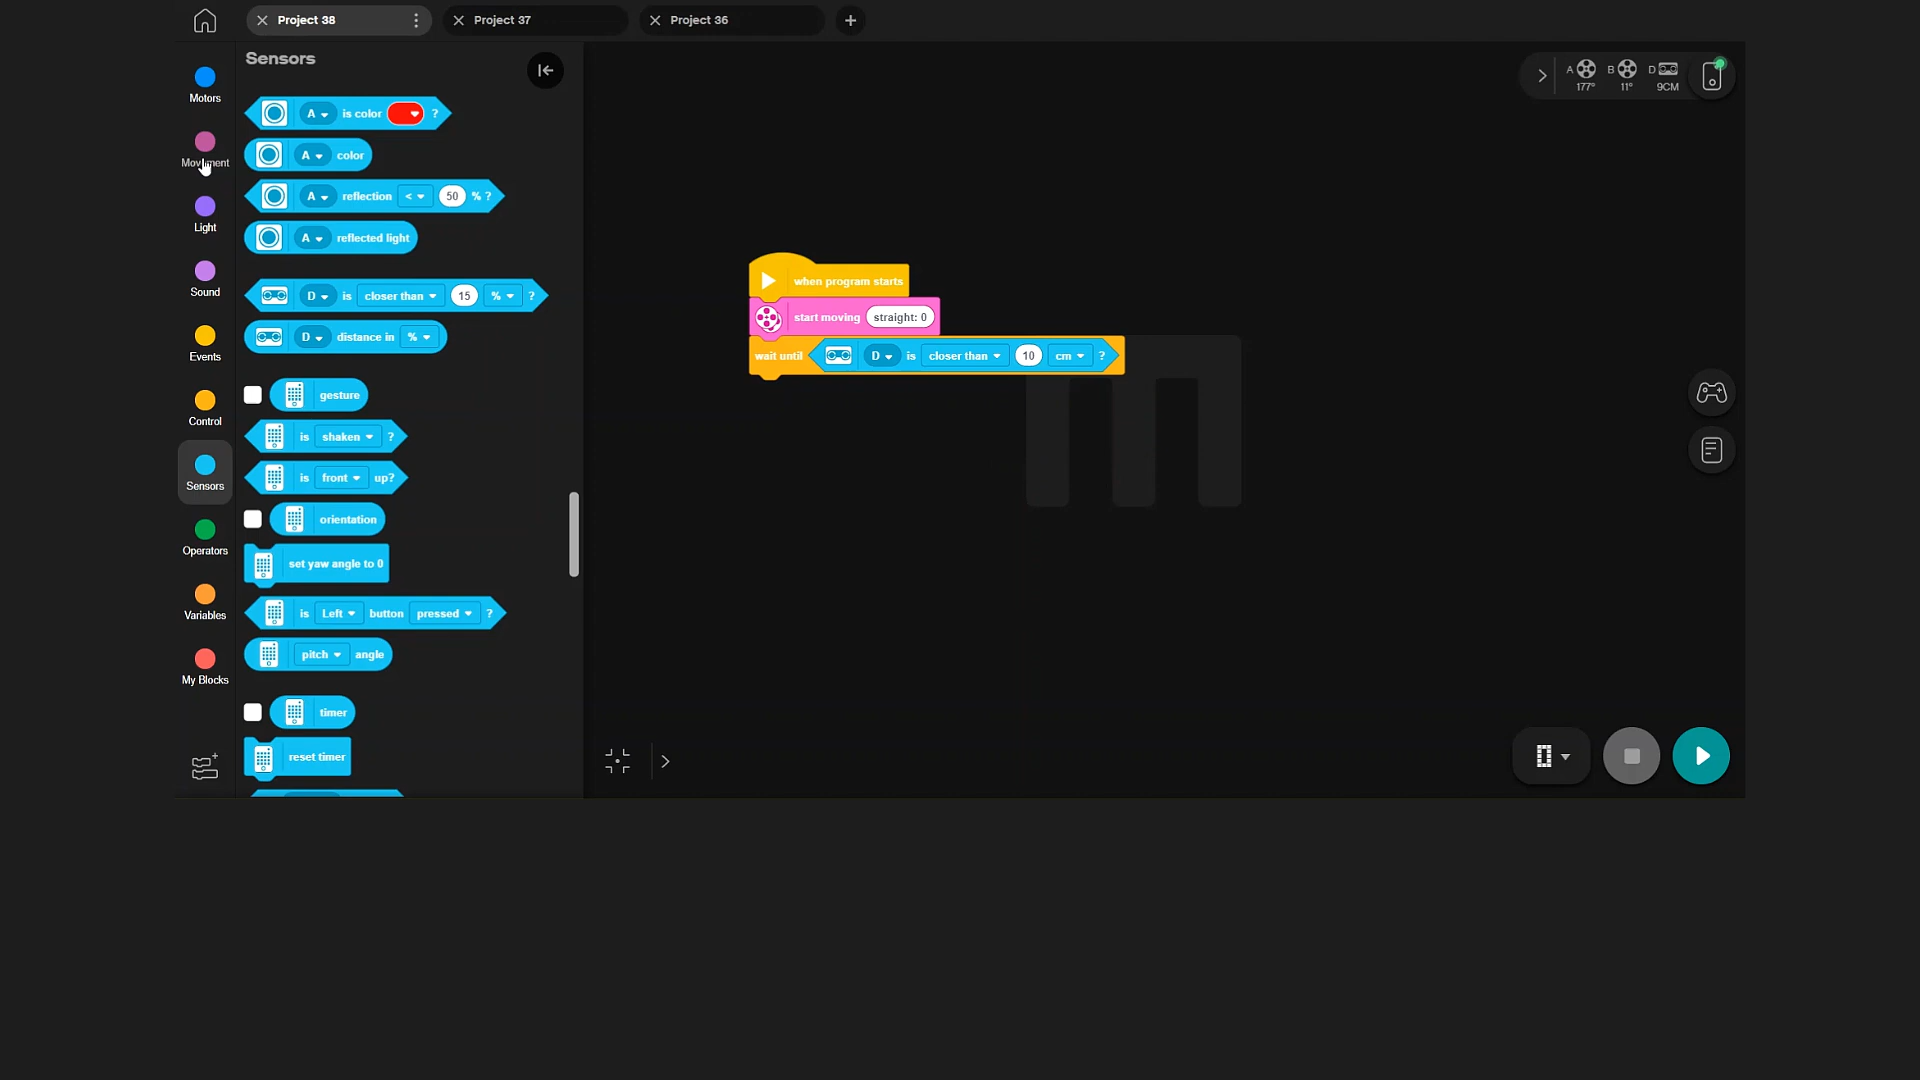 Project 38
Project 37
Project 36
Sensors
Motors
Movement
Light
Sound
Events
Control
Sensors
Operators
Variables
My Blocks
A is color ?
A color
A reflection < 50 % ?
A reflected light
D is closer than 15 % ?
D distance in %
gesture
is shaken ?
is front up?
orientation
set yaw angle to 0
is Left button pressed ?
pitch angle
timer
reset timer
when program starts
start moving straight: 0
wait until D is closer than 10 cm ?
A B D
177° 11° 9CM